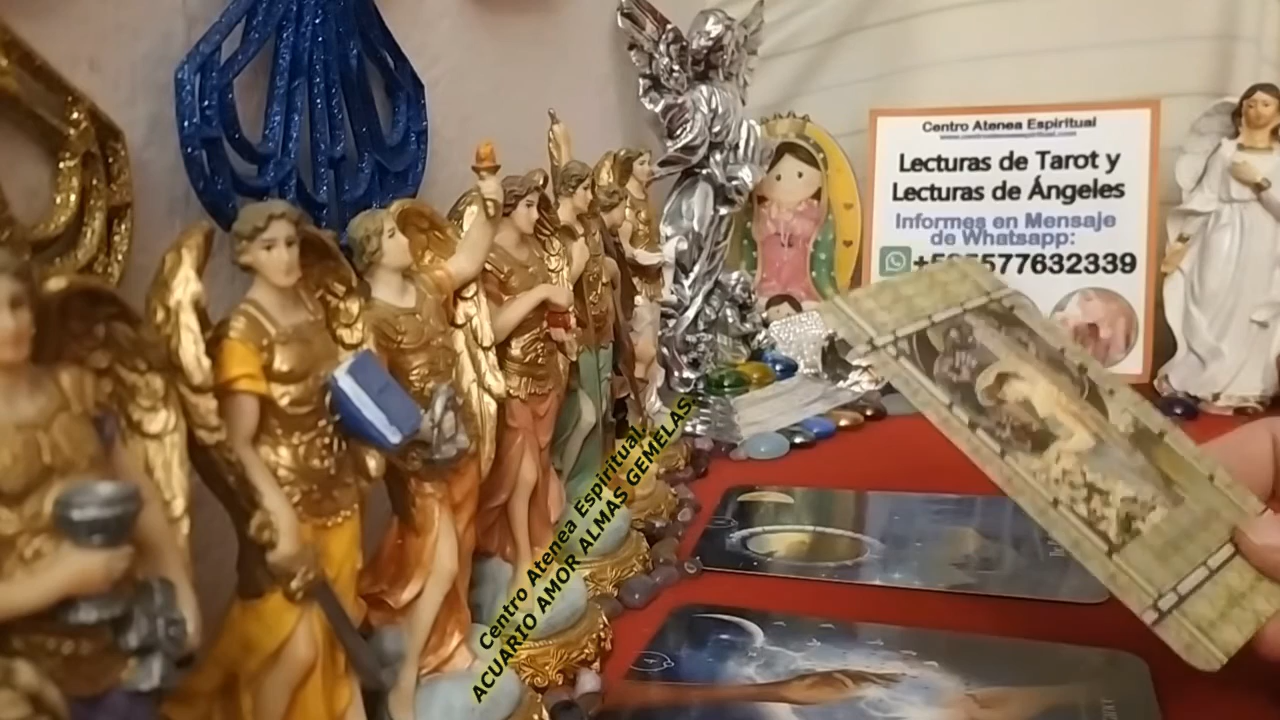 Centro Atenea Espiritual
Lecturas de Tarot y
Lecturas de Ángeles
Informes en Mensaje
de Whatsapp:
Centro Atenea Espiritual.
ACUARIO AMOR ALMAS GEMELAS.